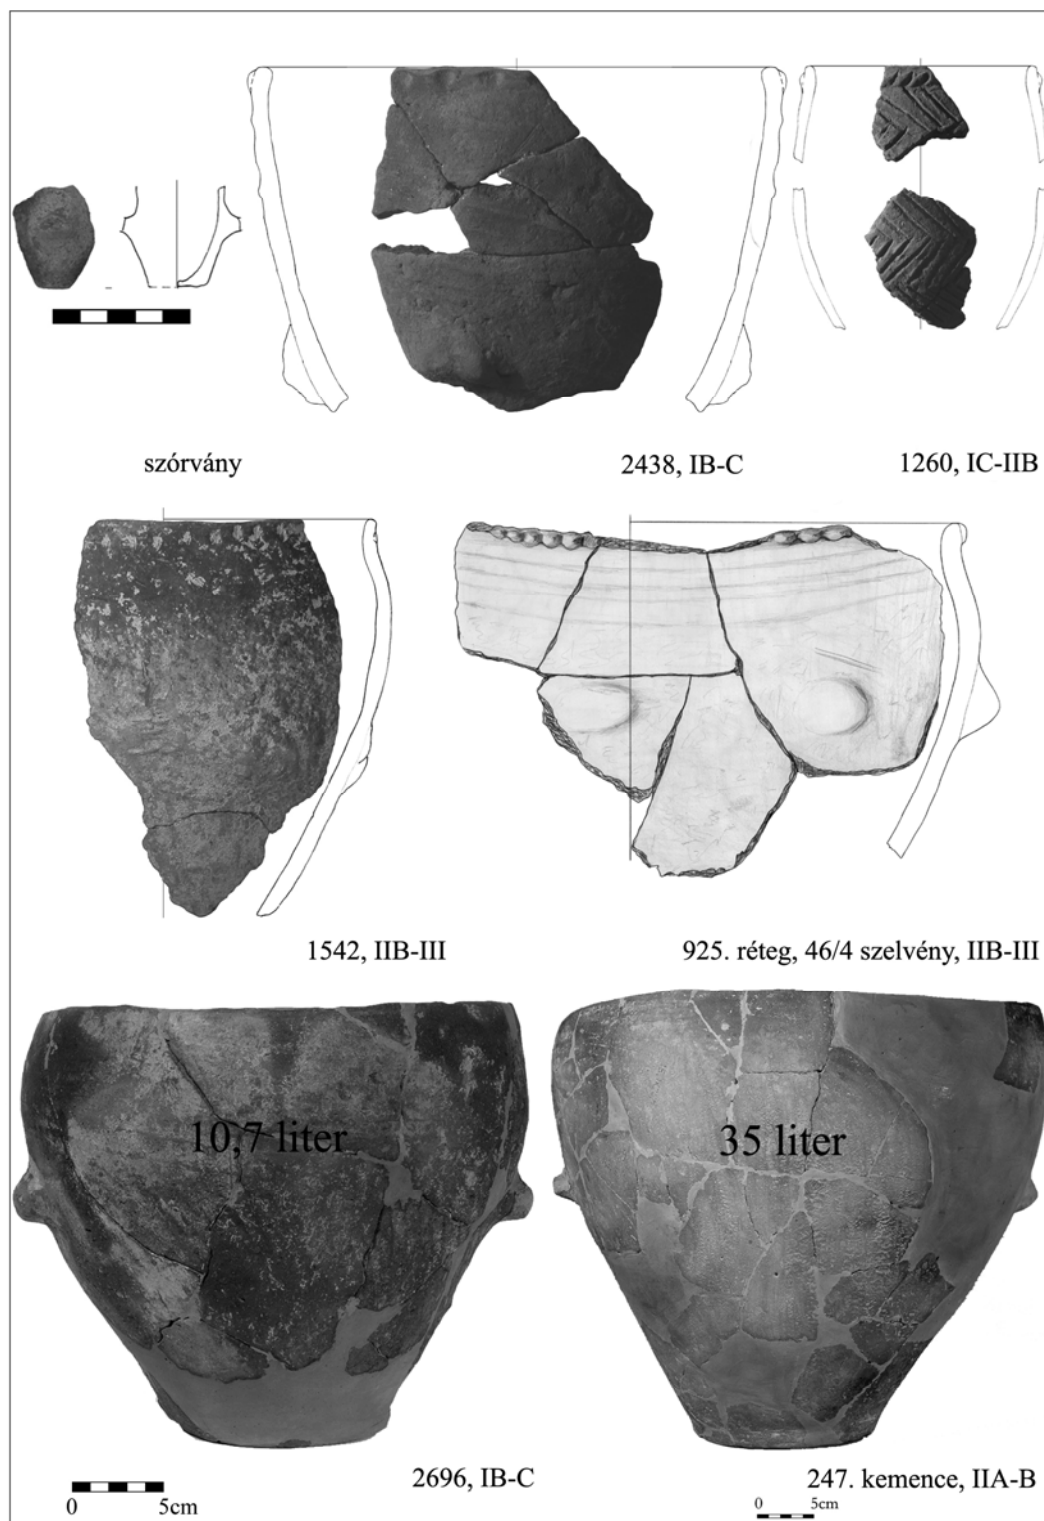 szórvány
2438, IB-C
1260, IC-IIB
1542, IIB-III
925. réteg, 46/4 szelvény, IIB-III
10,7 liter
35 liter
2696, IB-C
247. kemence, IIA-B
0 5cm
0 5cm